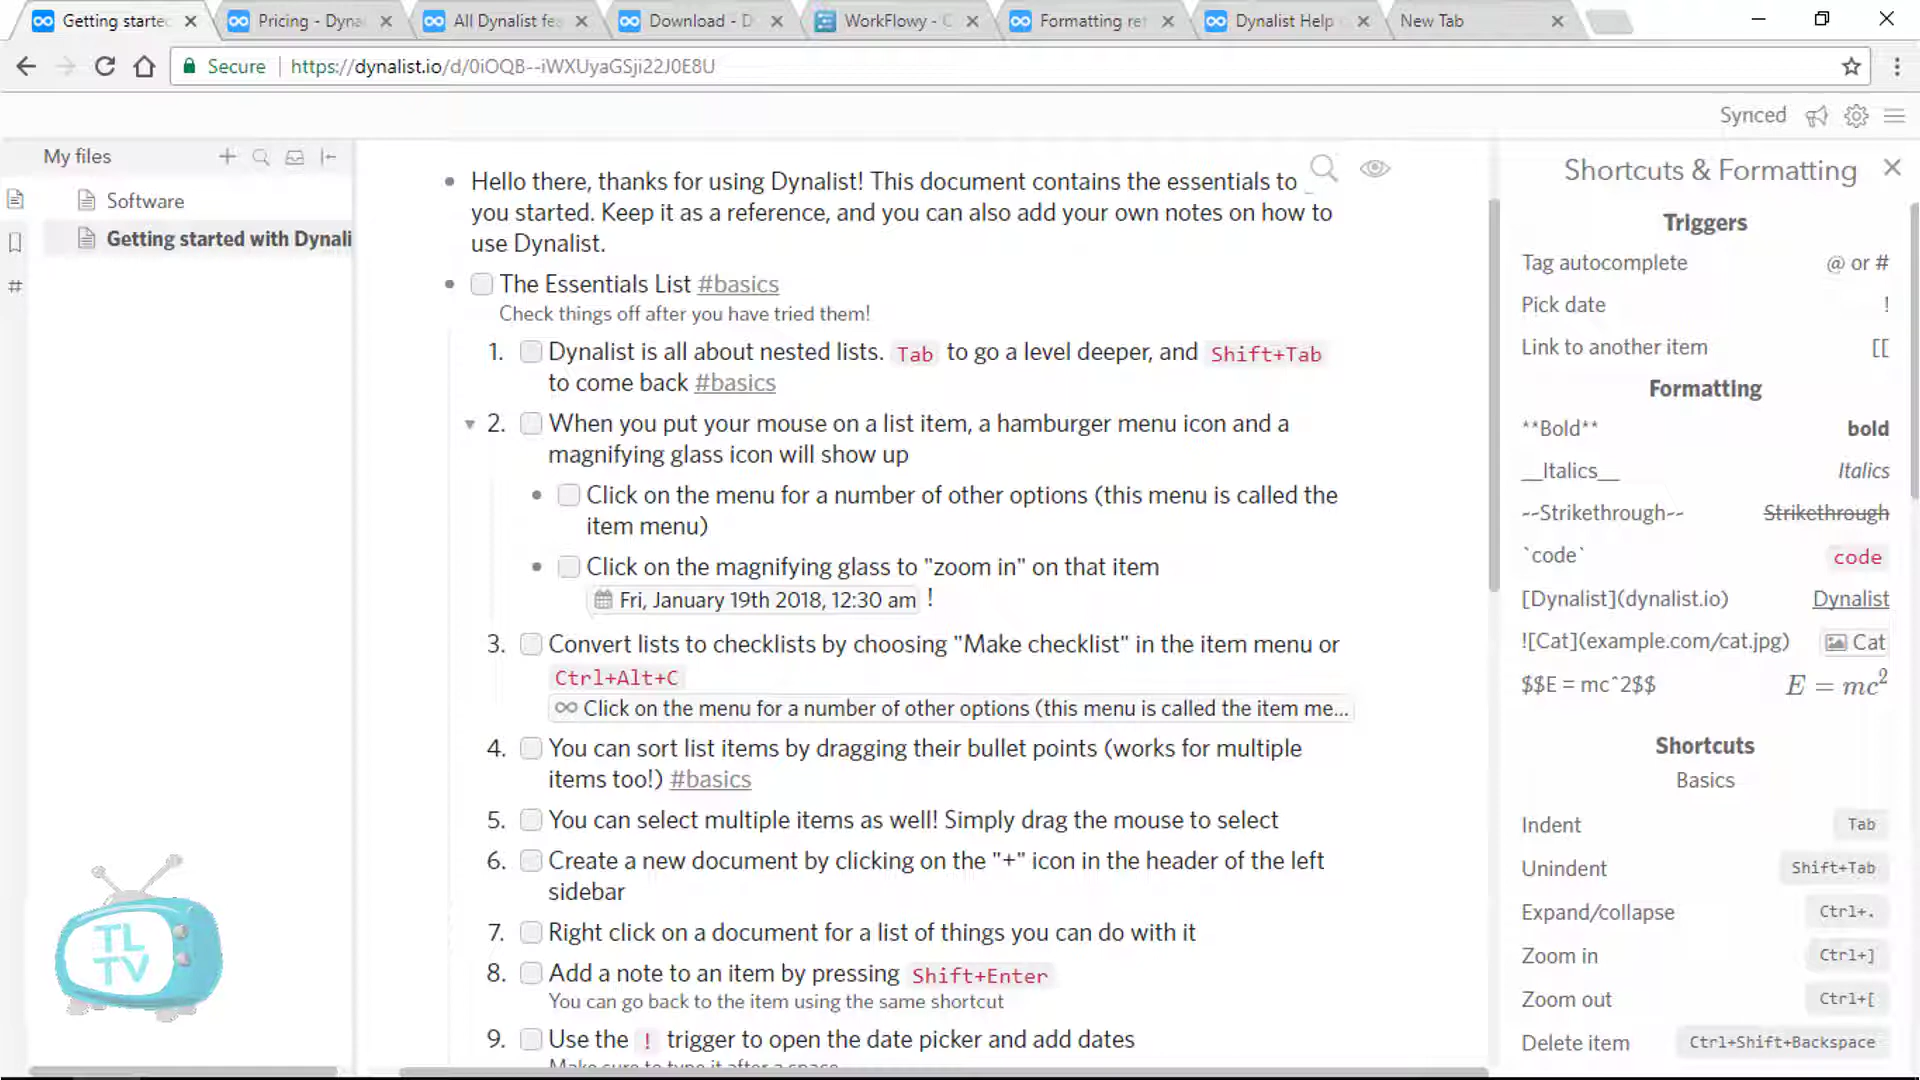 Getting starte
Pricing - Dyna
All Dynalist fea
Download - D
WorkFlowy - C
Formatting ref
Dynalist Help
New Tab
Secure
https://dynalist.io/d/0iOQB--iWXUyaGSji22J0E8U
Synced
My files
Software
Getting started with Dynali
#
Hello there, thanks for using Dynalist! This document contains the essentials to
you started. Keep it as a reference, and you can also add your own notes on how to
use Dynalist.
The Essentials List #basics
Check things off after you have tried them!
1. Dynalist is all about nested lists. Tab to go a level deeper, and Shift+Tab
to come back #basics
2. When you put your mouse on a list item, a hamburger menu icon and a
magnifying glass icon will show up
Click on the menu for a number of other options (this menu is called the
item menu)
Click on the magnifying glass to "zoom in" on that item
Fri, January 19th 2018, 12:30 am !
3. Convert lists to checklists by choosing "Make checklist" in the item menu or
Ctrl+Alt+C
Click on the menu for a number of other options (this menu is called the item me...
4. You can sort list items by dragging their bullet points (works for multiple
items too!) #basics
5. You can select multiple items as well! Simply drag the mouse to select
6. Create a new document by clicking on the "+" icon in the header of the left
sidebar
7. Right click on a document for a list of things you can do with it
8. Add a note to an item by pressing Shift+Enter
You can go back to the item using the same shortcut
9. Use the ! trigger to open the date picker and add dates
Make sure to type it after a space
Shortcuts & Formatting
Triggers
Tag autocomplete @ or #
Pick date !
Link to another item [[
Formatting
**Bold** bold
__Italics__ Italics
--Strikethrough-- Strikethrough
`code` code
[Dynalist](dynalist.io) Dynalist
![Cat](example.com/cat.jpg) Cat
$$E = mc^2$$ E = mc²
Shortcuts
Basics
Indent Tab
Unindent Shift+Tab
Expand/collapse Ctrl+.
Zoom in Ctrl+]
Zoom out Ctrl+[
Delete item Ctrl+Shift+Backspace
TL
TV